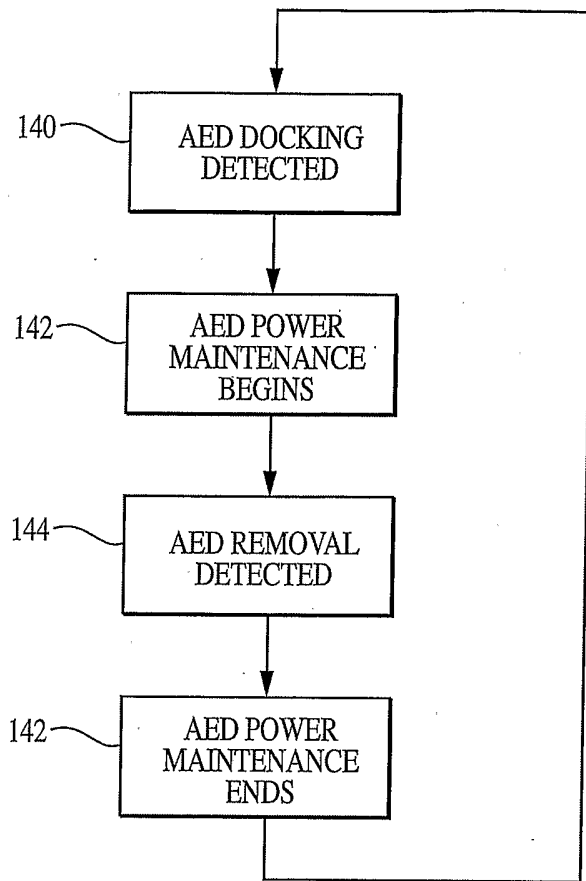 140
AED DOCKING
DETECTED
142
AED POWER
MAINTENANCE
BEGINS
144
AED REMOVAL
DETECTED
142
AED POWER
MAINTENANCE
ENDS